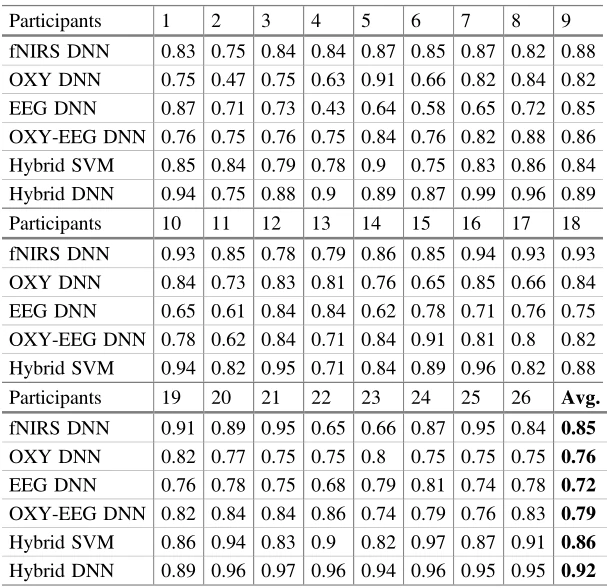 Participants 1 2 3 4 5 6 7 8 9
fNIRS DNN 0.83 0.75 0.84 0.84 0.87 0.85 0.87 0.82 0.88
OXY DNN 0.75 0.47 0.75 0.63 0.91 0.66 0.82 0.84 0.82
EEG DNN 0.87 0.71 0.73 0.43 0.64 0.58 0.65 0.72 0.85
OXY-EEG DNN 0.76 0.75 0.76 0.75 0.84 0.76 0.82 0.88 0.86
Hybrid SVM 0.85 0.84 0.79 0.78 0.9 0.75 0.83 0.86 0.84
Hybrid DNN 0.94 0.75 0.88 0.9 0.89 0.87 0.99 0.96 0.89
Participants 10 11 12 13 14 15 16 17 18
fNIRS DNN 0.93 0.85 0.78 0.79 0.86 0.85 0.94 0.93 0.93
OXY DNN 0.84 0.73 0.83 0.81 0.76 0.65 0.85 0.66 0.84
EEG DNN 0.65 0.61 0.84 0.84 0.62 0.78 0.71 0.76 0.75
OXY-EEG DNN 0.78 0.62 0.84 0.71 0.84 0.91 0.81 0.8 0.82
Hybrid SVM 0.94 0.82 0.95 0.71 0.84 0.89 0.96 0.82 0.88
Participants 19 20 21 22 23 24 25 26 Avg.
fNIRS DNN 0.91 0.89 0.95 0.65 0.66 0.87 0.95 0.84 0.85
OXY DNN 0.82 0.77 0.75 0.75 0.8 0.75 0.75 0.75 0.76
EEG DNN 0.76 0.78 0.75 0.68 0.79 0.81 0.74 0.78 0.72
OXY-EEG DNN 0.82 0.84 0.84 0.86 0.74 0.79 0.76 0.83 0.79
Hybrid SVM 0.86 0.94 0.83 0.9 0.82 0.97 0.87 0.91 0.86
Hybrid DNN 0.89 0.96 0.97 0.96 0.94 0.96 0.95 0.95 0.92